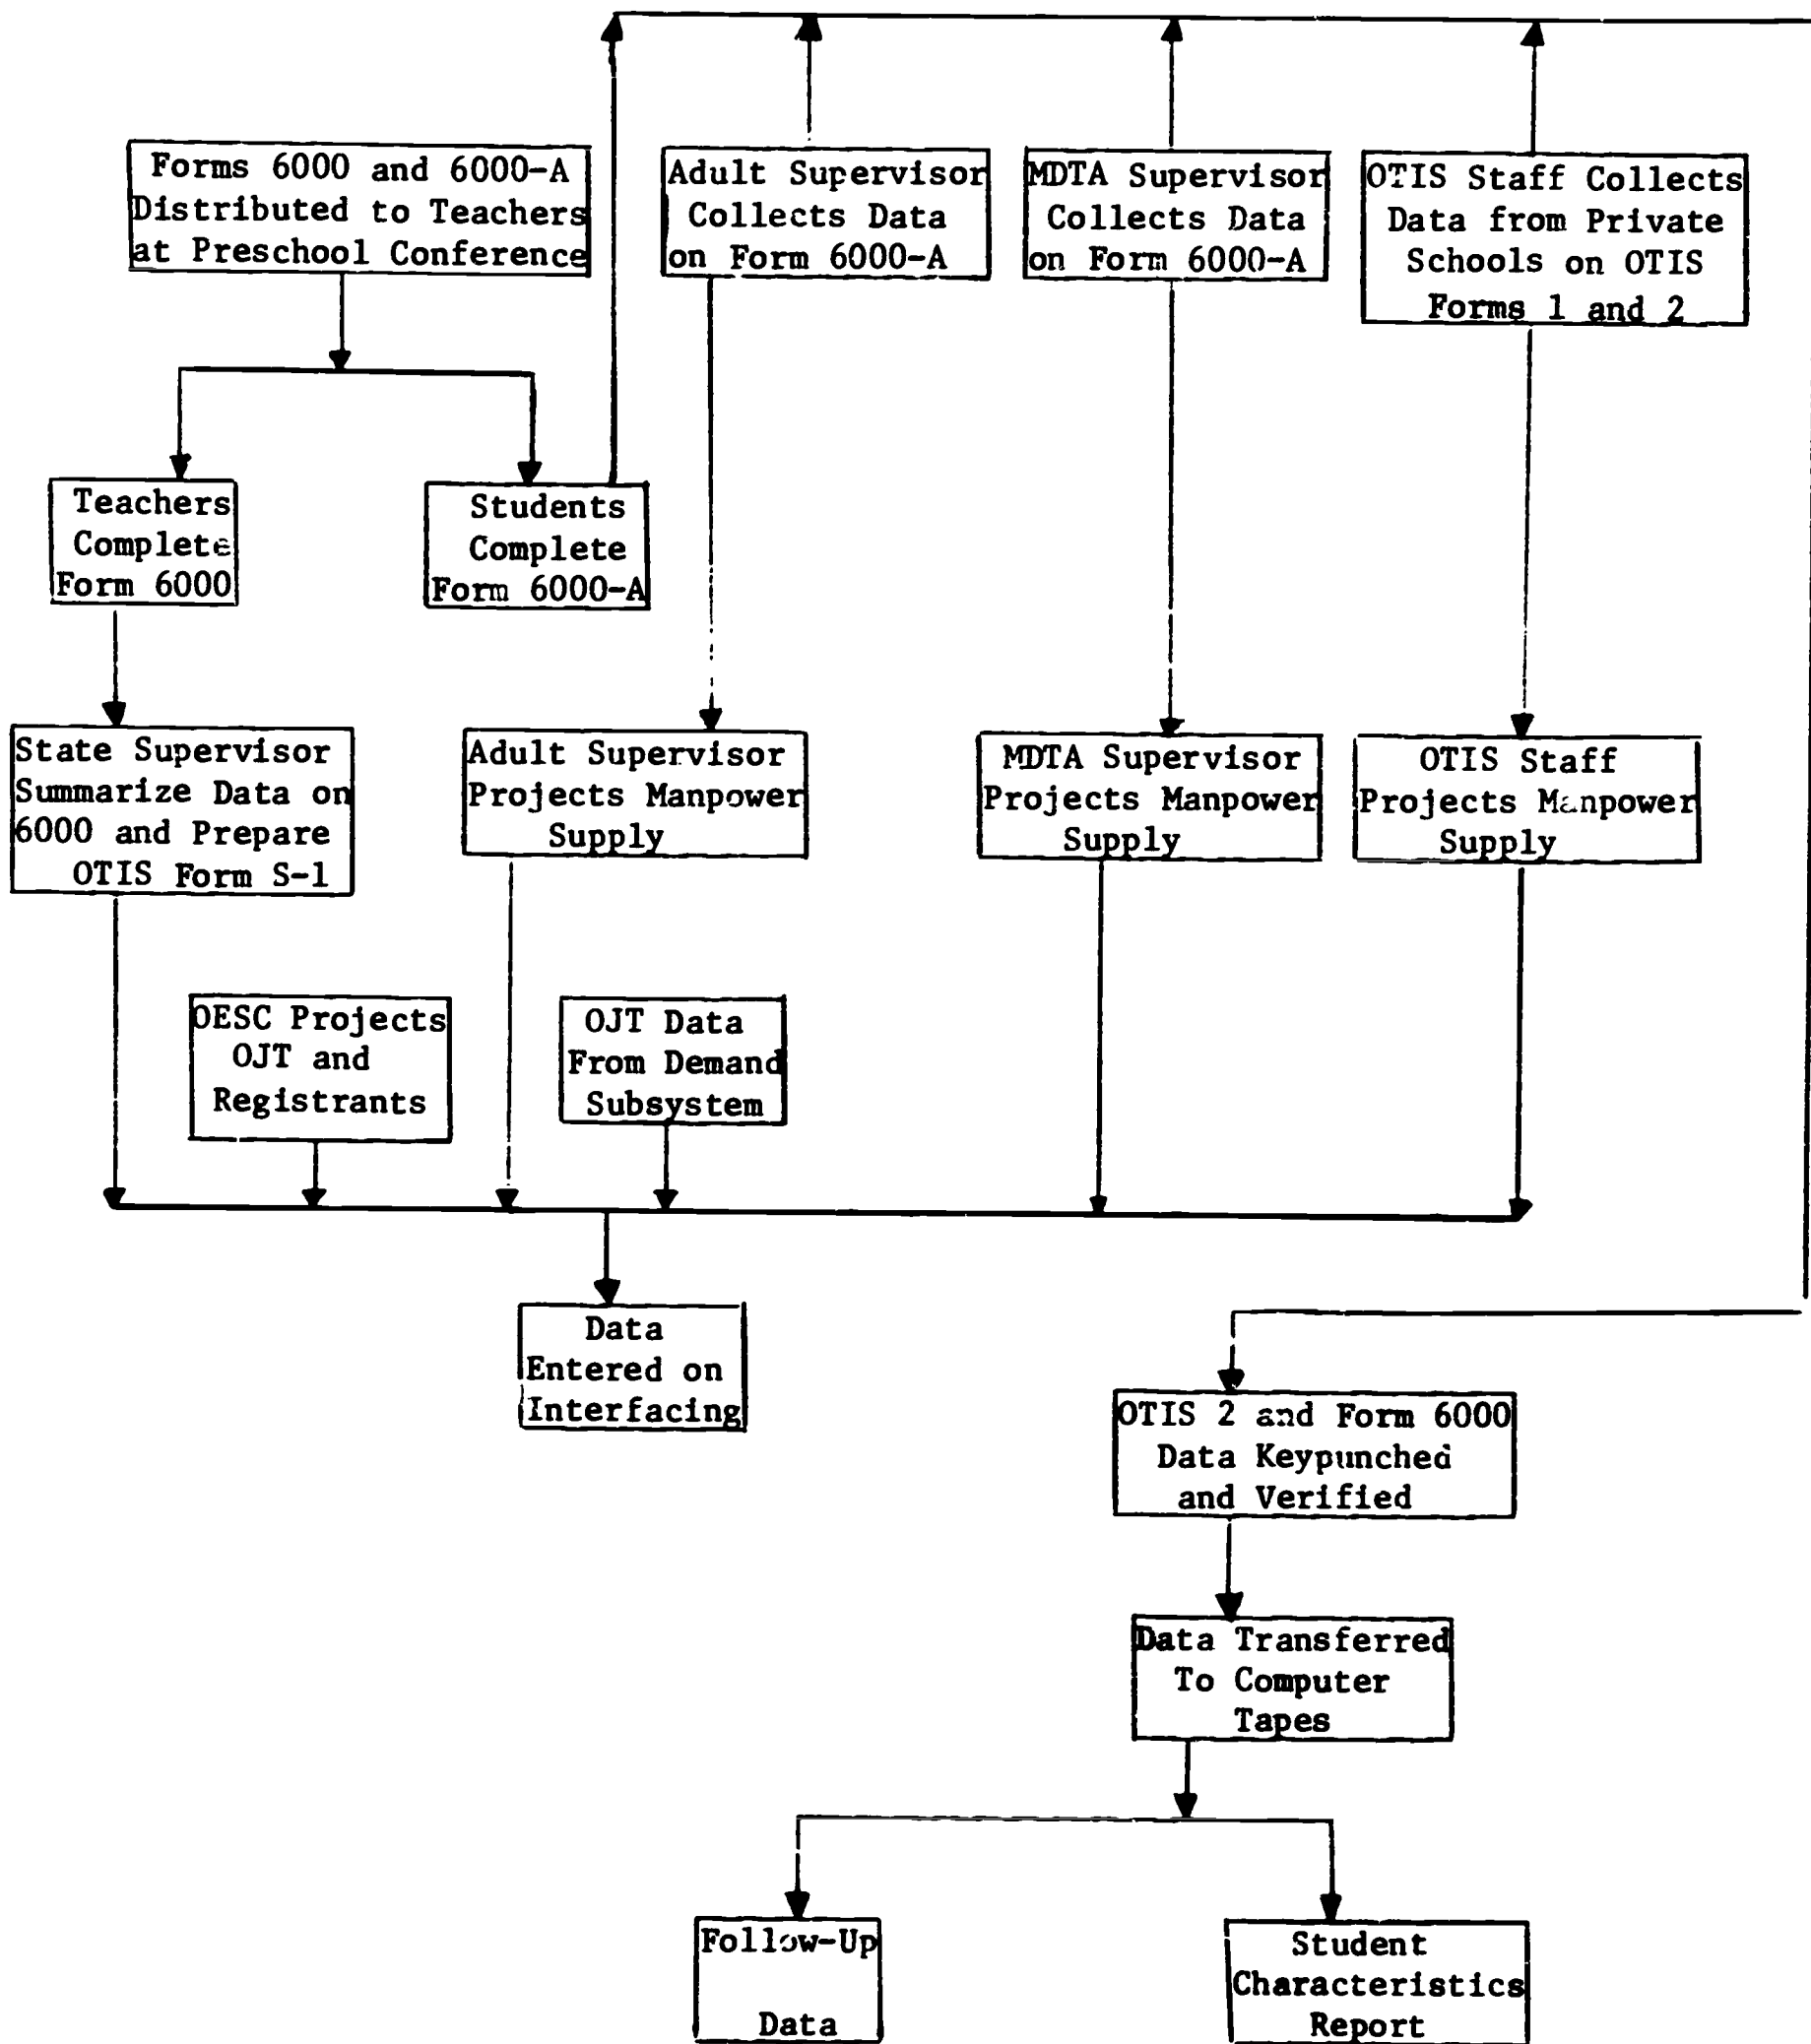 Forms 6000 and 6000-A
Distributed to Teachers
at Preschool Conference
Adult Supervisor
Collects Data
on Form 6000-A
MDTA Supervisor
Collects Data
on Form 6000-A
OTIS Staff Collects
Data from Private
Schools on OTIS
Forms 1 and 2
Teachers
Complete
Form 6000
Students
Complete
Form 6000-A
State Supervisor
Summarize Data on
6000 and Prepare
OTIS Form S-1
Adult Supervisor
Projects Manpower
Supply
MDTA Supervisor
Projects Manpower
Supply
OTIS Staff
Projects Manpower
Supply
OESC Projects
OJT and
Registrants
OJT Data
From Demand
Subsystem
Data
Entered on
Interfacing
OTIS 2 and Form 6000
Data Keypunched
and Verified
Data Transferred
To Computer
Tapes
Follow-Up
Data
Student
Characteristics
Report